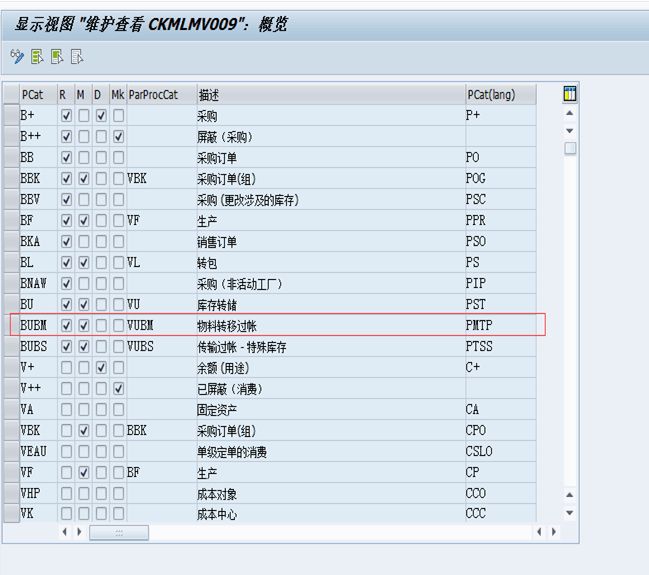 显示视图 "维护查看 CKMLMV009"： 概览
PCat R M D Mk ParProcCat 描述 PCat(lang)
B+ 采购 P+
B++ 屏蔽 (采购)
BB 采购订单 PO
BBK VBK 采购订单(组) POG
BBV 采购(更改涉及的库存) PSC
BF VF 生产 PPR
BKA 销售订单 PSO
BL VL 转包 PS
BNAW 采购 (非活动工厂) PIP
BU VU 库存转储 PST
BUBM VUBM 物料转移过帐 PMTP
BUBS VUBS 传输过帐 - 特殊库存 PTSS
V+ 余额(用途) C+
V++ 已屏蔽 (消费)
VA 固定资产 CA
VBK BBK 采购订单(组) CPO
VEAU 单级定单的消费 CSLO
VF BF 生产 CP
VHP 成本对象 CCO
VK 成本中心 CCC